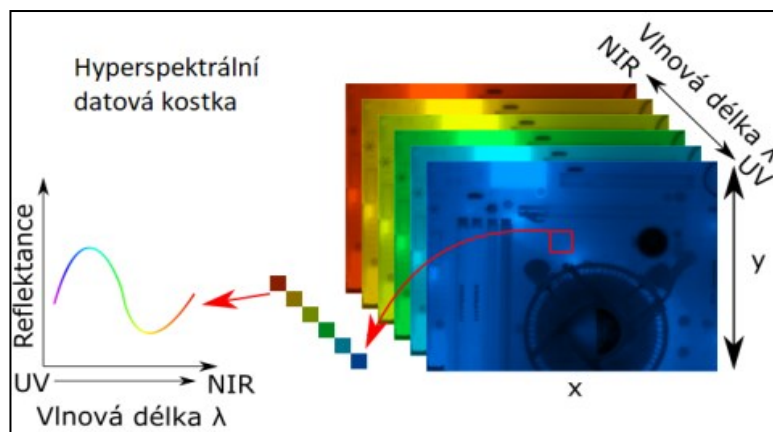 Hyperspektrální
datová kostka
Vlnová délka λ
NIR
UV
y
x
Reflektance
UV
NIR
Vlnová délka λ